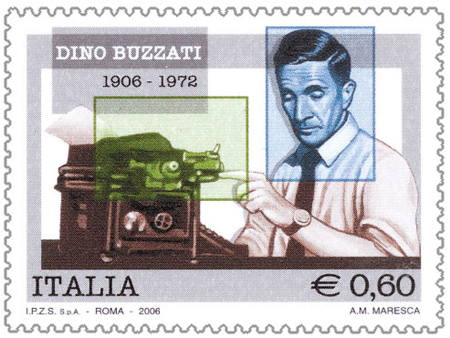 DINO BUZZATI
1906 - 1972
ITALIA € 0,60
I.P.Z.S. S.p.A. - ROMA - 2006 A.M. MARESCA